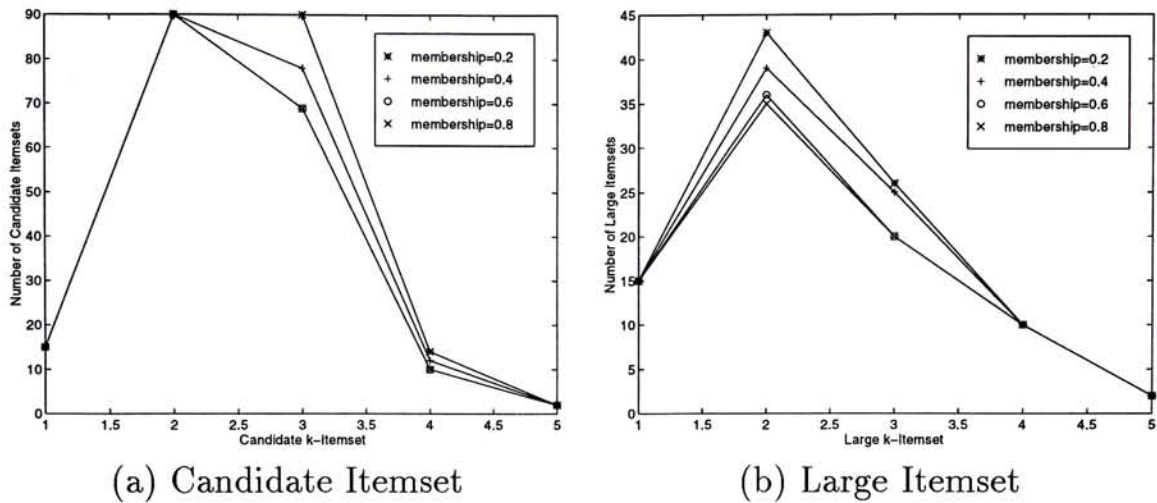 90
80
70
60
50
40
30
20
10
0
Number of Candidate Itemsets
membership=0.2
membership=0.4
membership=0.6
membership=0.8
1 1.5 2 2.5 3 3.5 4 4.5 5
Candidate k-Itemset
(a) Candidate Itemset
45
40
35
30
25
20
15
10
5
0
Number of Large Itemsets
membership=0.2
membership=0.4
membership=0.6
membership=0.8
1 1.5 2 2.5 3 3.5 4 4.5 5
Large k-Itemset
(b) Large Itemset